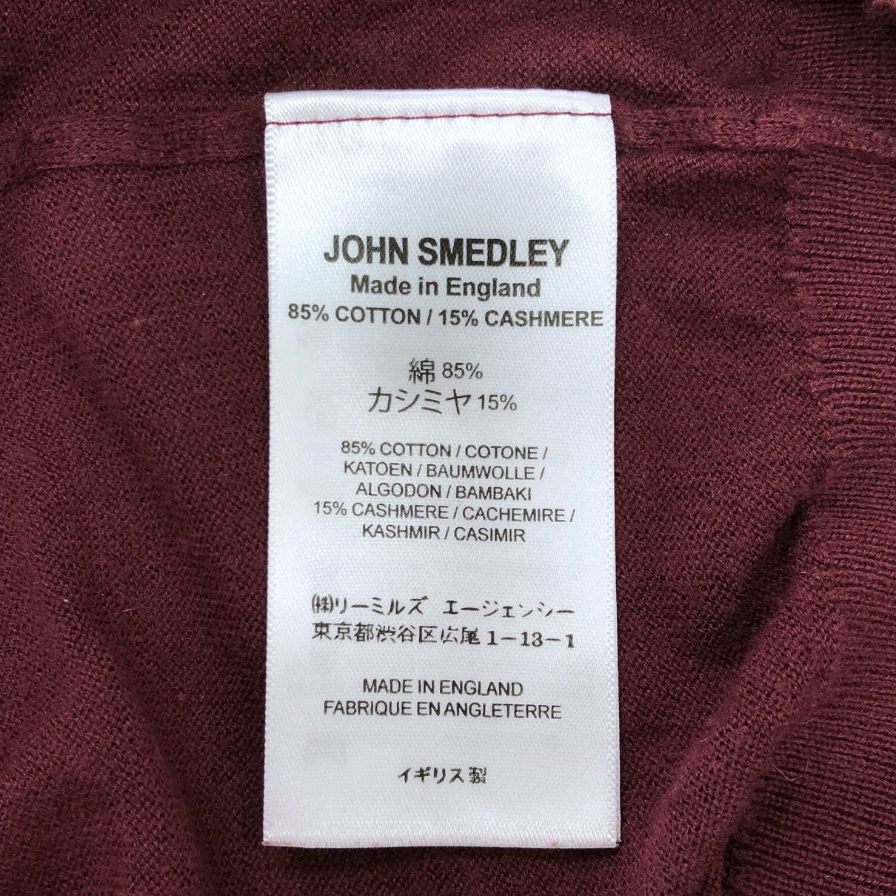 JOHN SMEDLEY
Made in England
85% COTTON / 15% CASHMERE
綿 85%
カシミヤ 15%
85% COTTON / COTONE /
KATOEN / BAUMWOLLE /
ALGODON / BAMBAKI
15% CASHMERE / CACHEMIRE /
KASHMIR / CASIMIR
㈱リーミルズ エージェンシー
東京都渋谷区広尾 1-13-1
MADE IN ENGLAND
FABRIQUE EN ANGLETERRE
イギリス製